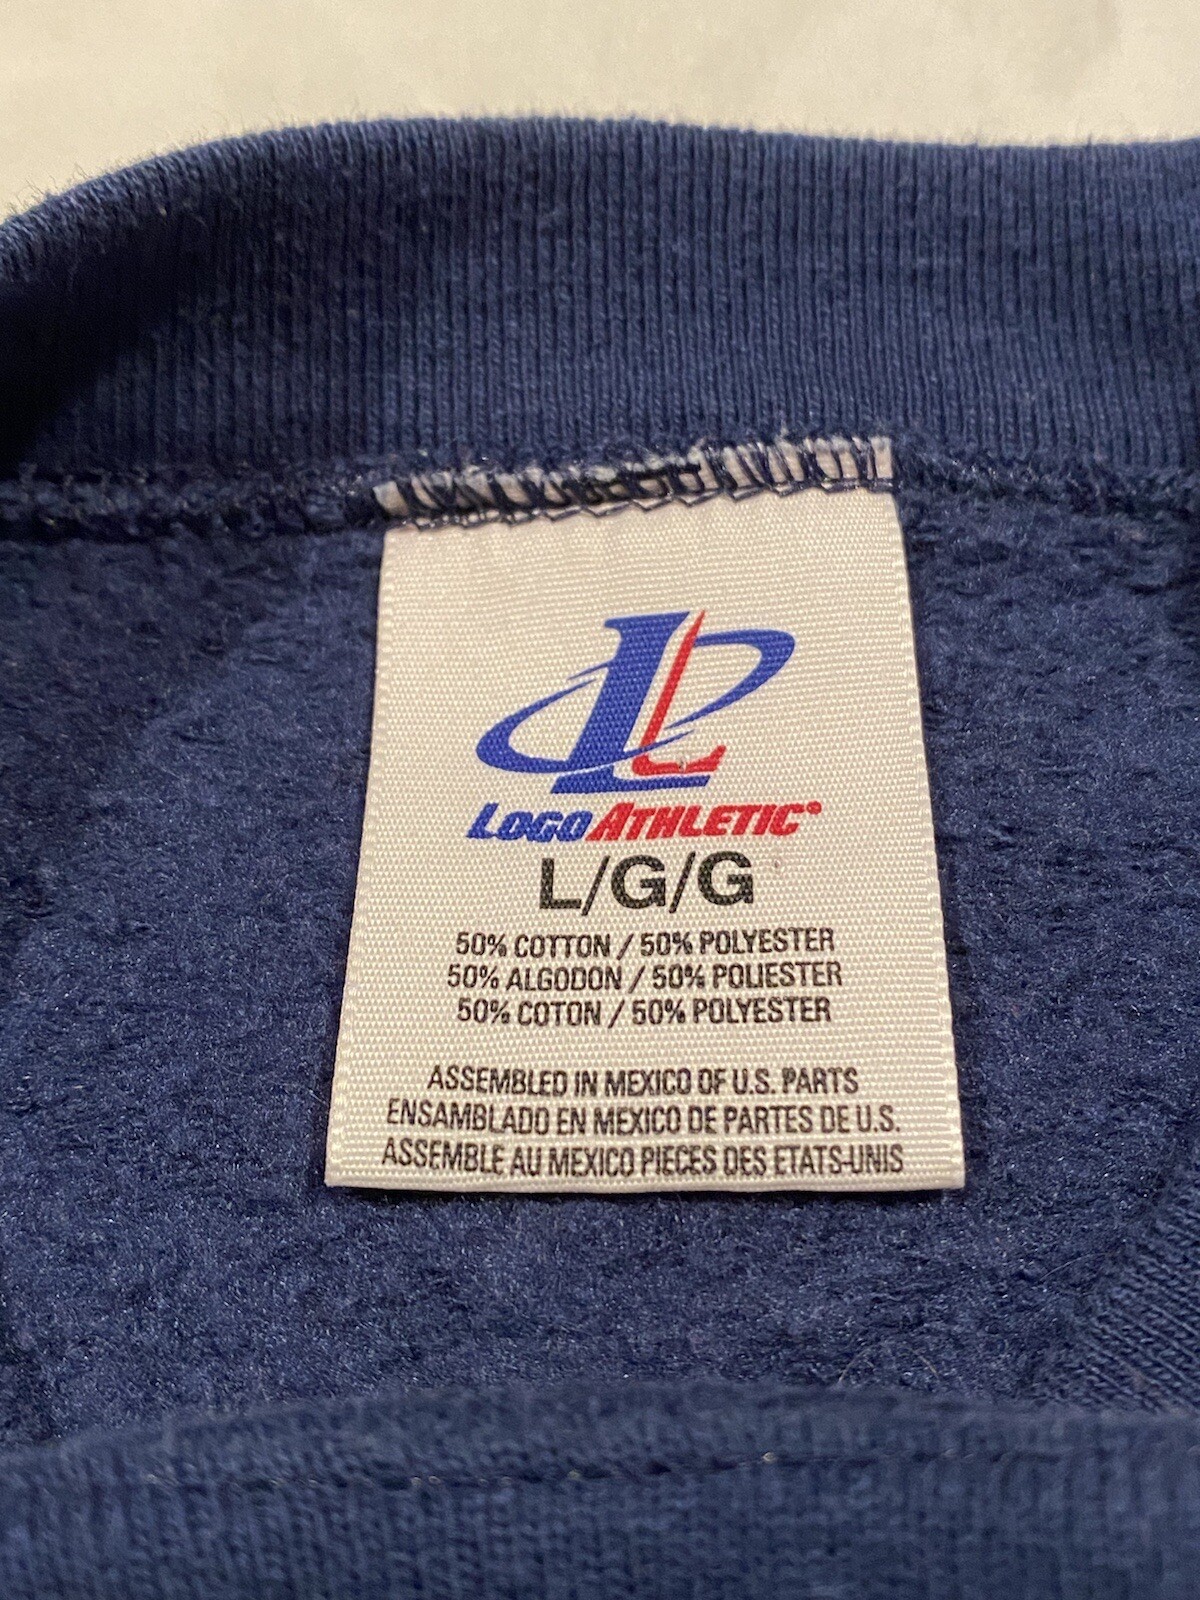 LOGO ATHLETIC®
L/G/G
50% COTTON / 50% POLYESTER
50% ALGODON / 50% POLIESTER
50% COTON / 50% POLYESTER
ASSEMBLED IN MEXICO OF U.S. PARTS
ENSAMBLADO EN MEXICO DE PARTES DE U.S.
ASSEMBLE AU MEXICO PIECES DES ETATS-UNIS